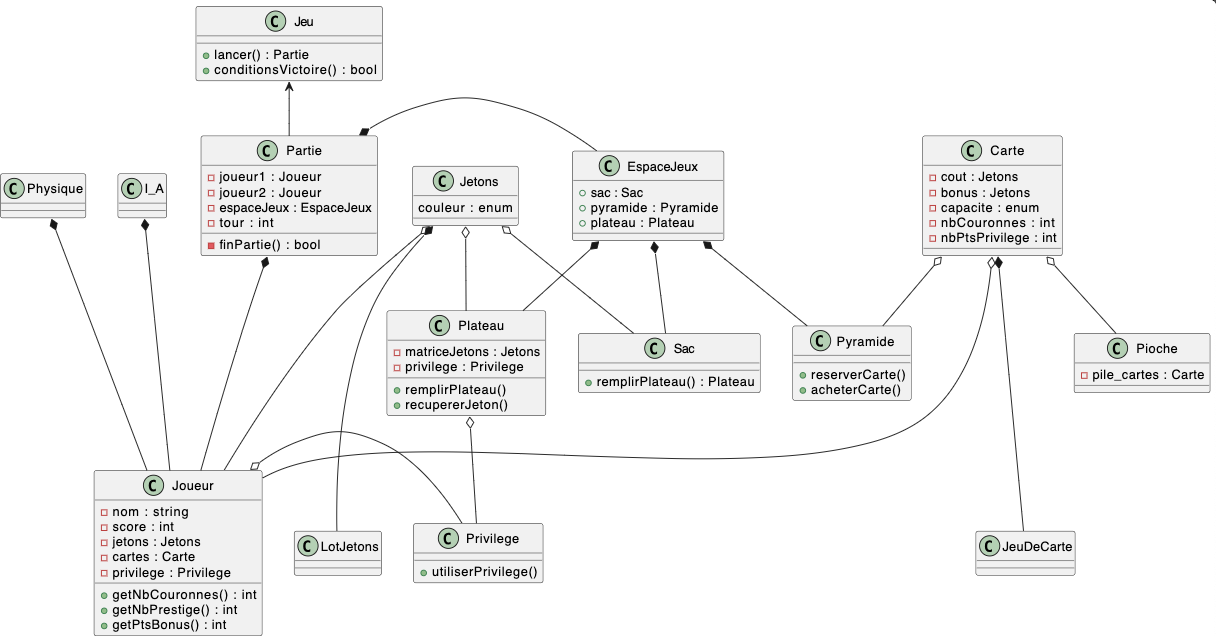 C Jeu
lancer() : Partie
conditionsVictoire() : bool
C Partie
joueur1 : Joueur
joueur2 : Joueur
espaceJeux : EspaceJeux
tour : int
finPartie() : bool
C Physique
C I_A
C Jetons
couleur : enum
C EspaceJeux
sac : Sac
pyramide : Pyramide
plateau : Plateau
C Carte
cout : Jetons
bonus : Jetons
capacite : enum
nbCouronnes : int
nbPtsPrivilege : int
C Plateau
matriceJetons : Jetons
privilege : Privilege
remplirPlateau()
recupererJeton()
C Sac
remplirPlateau() : Plateau
C Pyramide
reserverCarte()
acheterCarte()
C Pioche
pile_cartes : Carte
C Joueur
nom : string
score : int
jetons : Jetons
cartes : Carte
privilege : Privilege
getNbCouronnes() : int
getNbPrestige() : int
getPtsBonus() : int
C LotJetons
C Privilege
utiliserPrivilege()
C JeuDeCarte